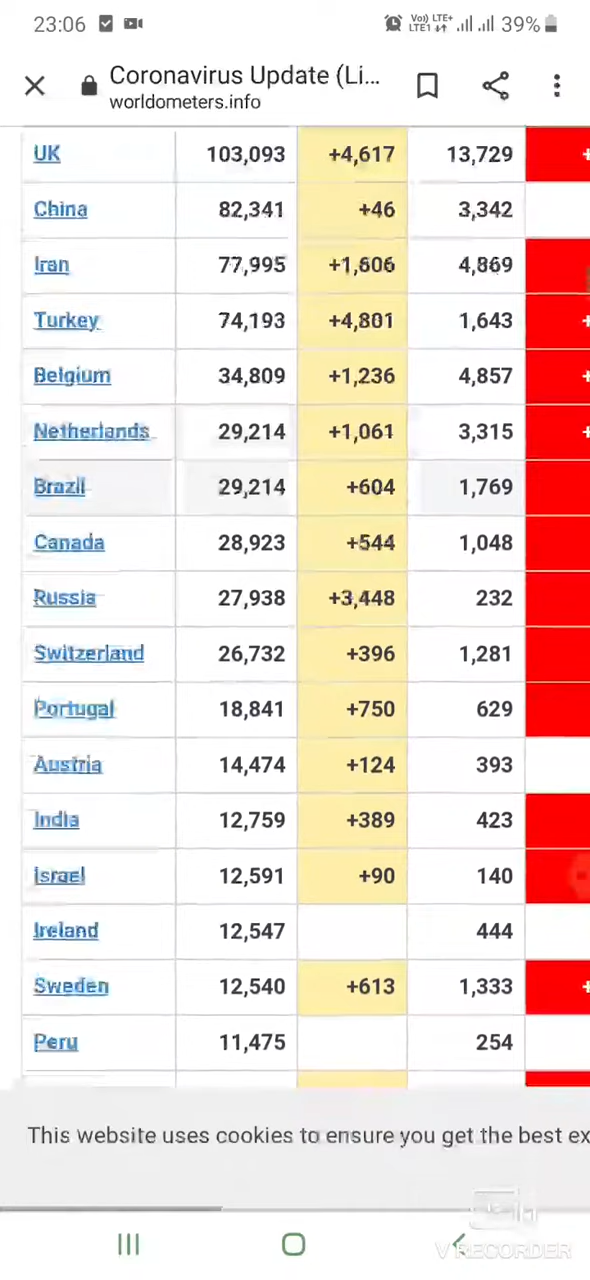 23:06 Vo) LTE+ LTE1 39%
Coronavirus Update (Li...
worldometers.info
UK 103,093 +4,617 13,729 +
China 82,341 +46 3,342
Iran 77,995 +1,606 4,869
Turkey 74,193 +4,801 1,643 +
Belgium 34,809 +1,236 4,857 +
Netherlands 29,214 +1,061 3,315 +
Brazil 29,214 +604 1,769
Canada 28,923 +544 1,048
Russia 27,938 +3,448 232
Switzerland 26,732 +396 1,281
Portugal 18,841 +750 629
Austria 14,474 +124 393
India 12,759 +389 423
Israel 12,591 +90 140
Ireland 12,547 444
Sweden 12,540 +613 1,333 +
Peru 11,475 254
This website uses cookies to ensure you get the best ex
V RECORDER